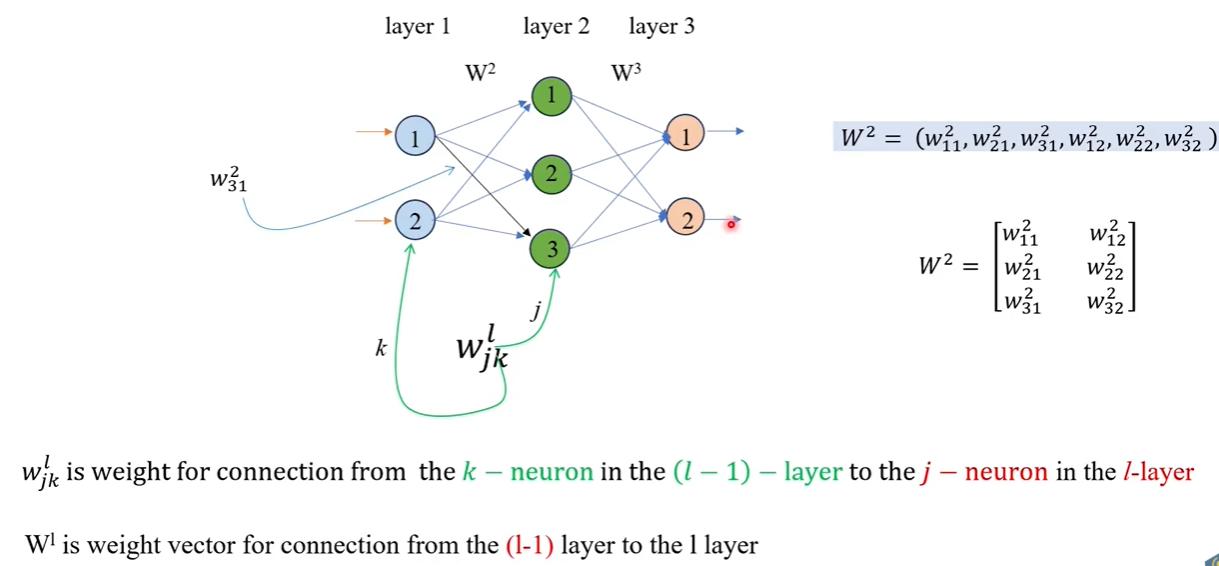 layer 1 layer 2 layer 3
W² W³
1
1
1
2
2
2
3
w²₃₁
W² = (w²₁₁, w²₂₁, w²₃₁, w²₁₂, w²₂₂, w²₃₂ )
W² = [w²₁₁ w²₁₂
w²₂₁ w²₂₂
w²₃₁ w²₃₂]
j
k
wˡⱼₖ
wˡⱼₖ is weight for connection from the k − neuron in the (l − 1) − layer to the j − neuron in the l-layer
Wˡ is weight vector for connection from the (l-1) layer to the l layer